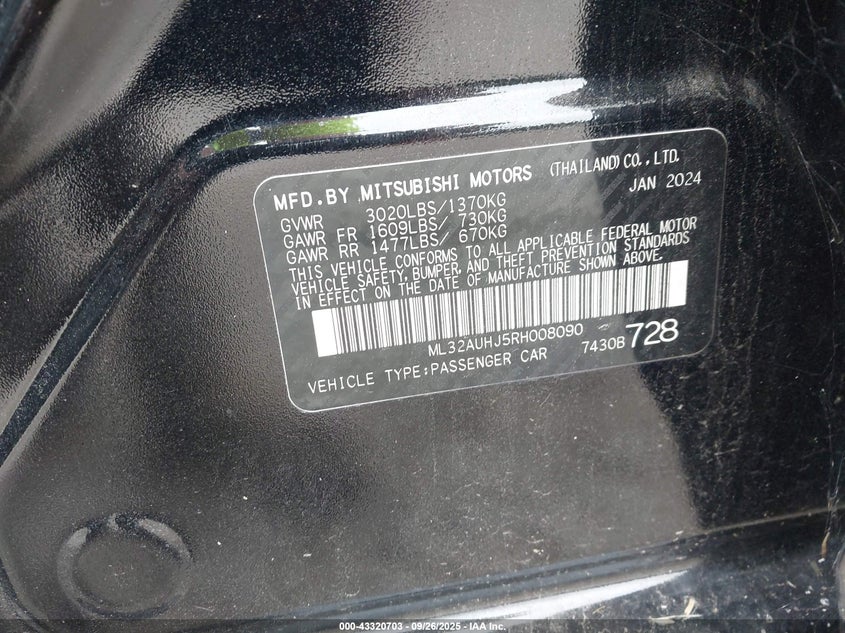 MFD.BY MITSUBISHI MOTORS (THAILAND) CO.,LTD.
JAN 2024
GVWR 3020LBS/1370KG
GAWR FR 1609LBS/ 730KG
GAWR RR 1477LBS/ 670KG
THIS VEHICLE CONFORMS TO ALL APPLICABLE FEDERAL MOTOR
VEHICLE SAFETY, BUMPER, AND THEFT PREVENTION STANDARDS
IN EFFECT ON THE DATE OF MANUFACTURE SHOWN ABOVE.
ML32AUHJ5RH008090
7430B 728
VEHICLE TYPE:PASSENGER CAR
000-43320703 - 09/26/2025 - IAA Inc.